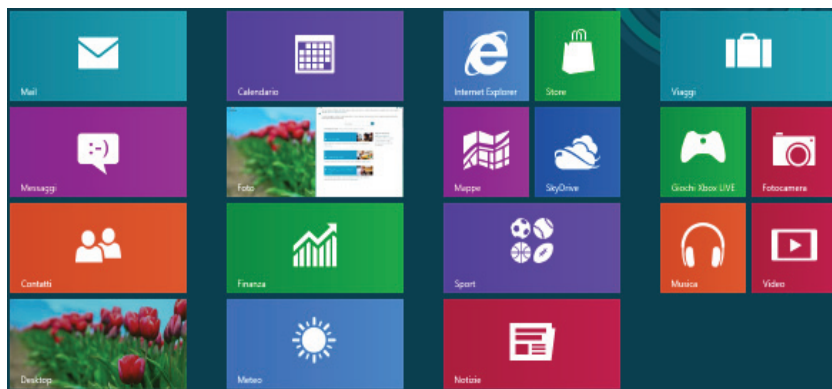 Mail
Calendario
Internet Explorer
Store
Viaggi
Messaggi
Foto
Mappe
SkyDrive
Giochi Xbox LIVE
Fotocamera
Contatti
Finanza
Sport
Musica
Video
Desktop
Meteo
Notizie
:-)